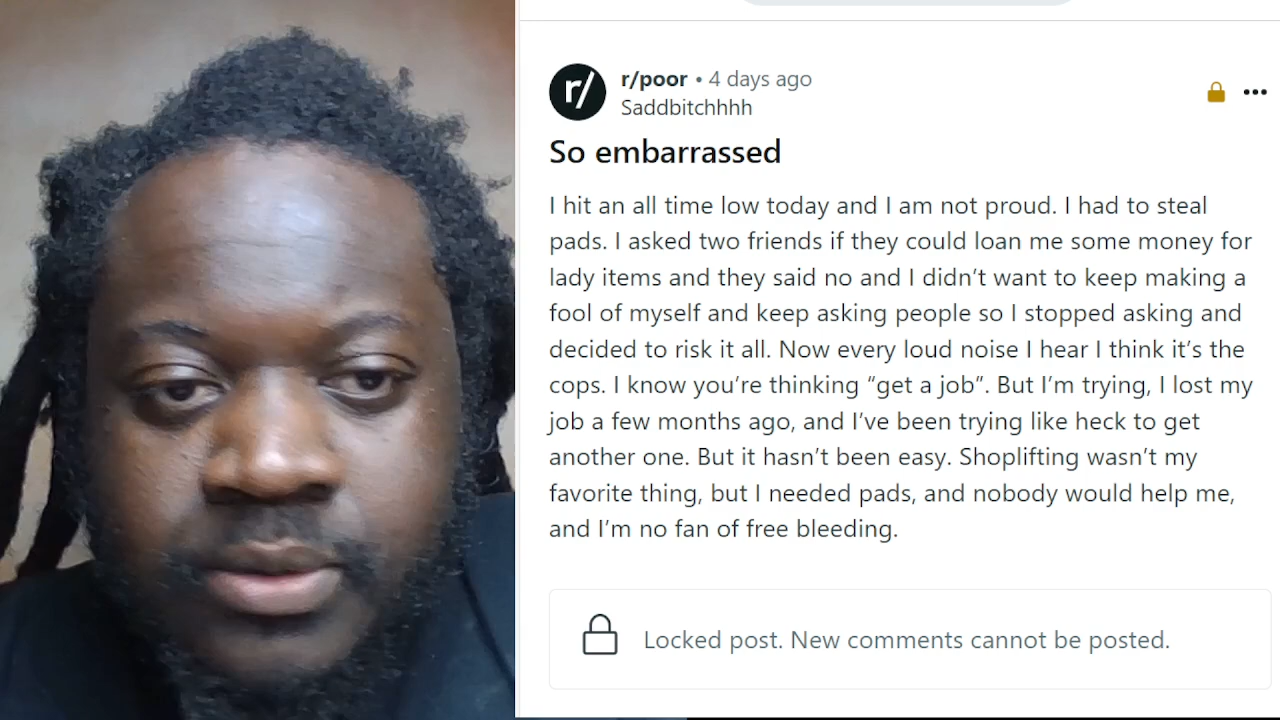 r/
r/poor • 4 days ago
Saddbitchhhh
So embarrassed
I hit an all time low today and I am not proud. I had to steal
pads. I asked two friends if they could loan me some money for
lady items and they said no and I didn’t want to keep making a
fool of myself and keep asking people so I stopped asking and
decided to risk it all. Now every loud noise I hear I think it’s the
cops. I know you’re thinking “get a job”. But I’m trying, I lost my
job a few months ago, and I’ve been trying like heck to get
another one. But it hasn’t been easy. Shoplifting wasn’t my
favorite thing, but I needed pads, and nobody would help me,
and I’m no fan of free bleeding.
Locked post. New comments cannot be posted.